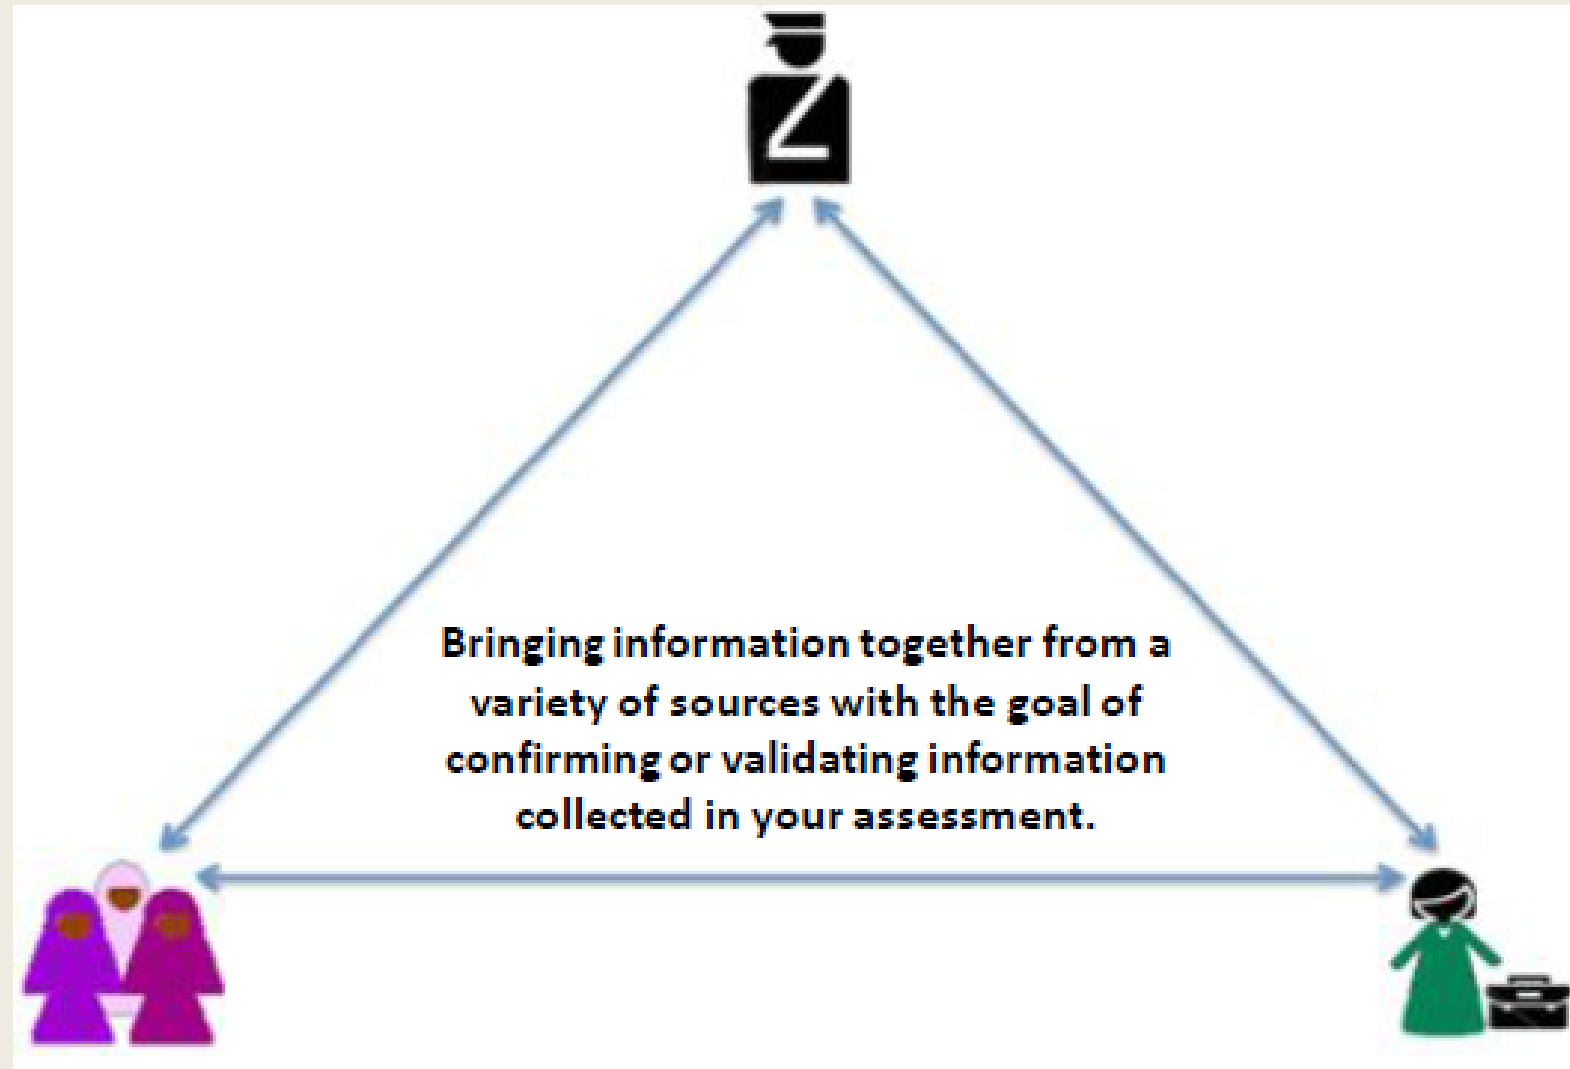 Bringing information together from a
variety of sources with the goal of
confirming or validating information
collected in your assessment.